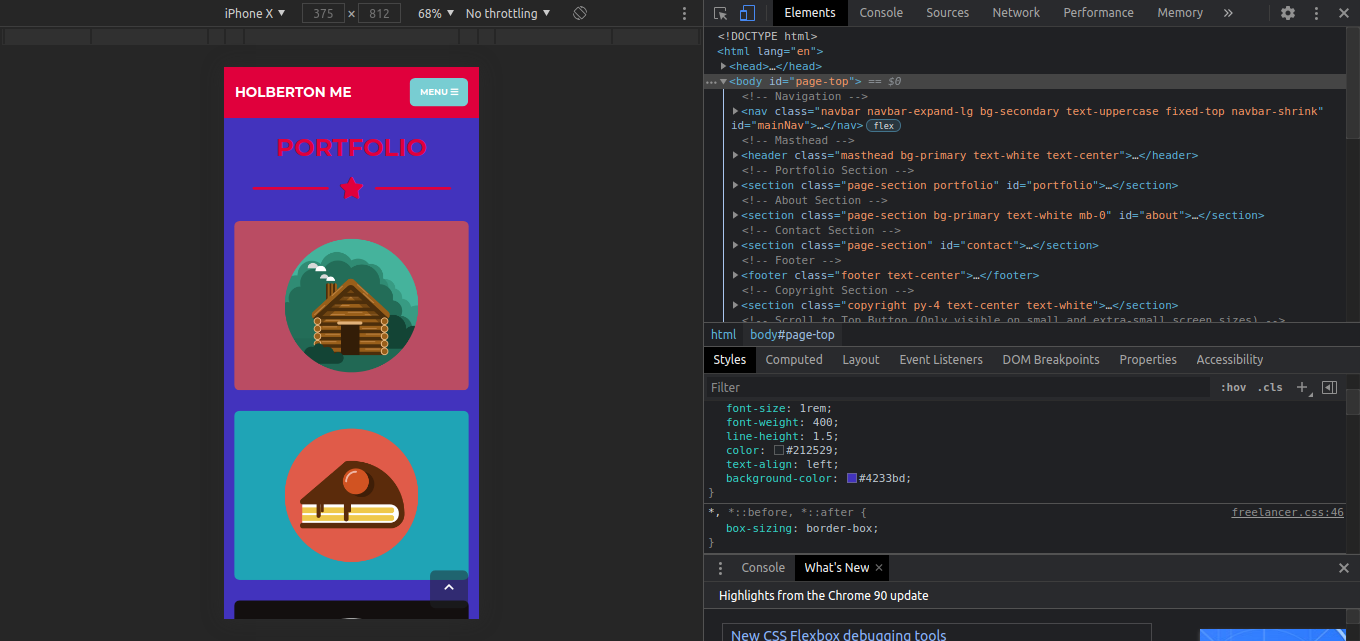 iPhone X ▼ 375 × 812 68% ▼ No throttling ▼
HOLBERTON ME
MENU ☰
PORTFOLIO
Elements Console Sources Network Performance Memory »
<!DOCTYPE html>
<html lang="en">
▶<head>…</head>
…▼<body id="page-top"> == $0
<!-- Navigation -->
▶<nav class="navbar navbar-expand-lg bg-secondary text-uppercase fixed-top navbar-shrink"
id="mainNav">…</nav> flex
<!-- Masthead -->
▶<header class="masthead bg-primary text-white text-center">…</header>
<!-- Portfolio Section -->
▶<section class="page-section portfolio" id="portfolio">…</section>
<!-- About Section -->
▶<section class="page-section bg-primary text-white mb-0" id="about">…</section>
<!-- Contact Section -->
▶<section class="page-section" id="contact">…</section>
<!-- Footer -->
▶<footer class="footer text-center">…</footer>
<!-- Copyright Section -->
▶<section class="copyright py-4 text-center text-white">…</section>
<!-- Scroll to Top Button (Only visible on small and extra-small screen sizes) -->
html body#page-top
Styles Computed Layout Event Listeners DOM Breakpoints Properties Accessibility
Filter :hov .cls +
font-size: 1rem;
font-weight: 400;
line-height: 1.5;
color: #212529;
text-align: left;
background-color: #4233bd;
}
*, *::before, *::after { freelancer.css:46
box-sizing: border-box;
}
Console What's New ×
Highlights from the Chrome 90 update
New CSS Flexbox debugging tools